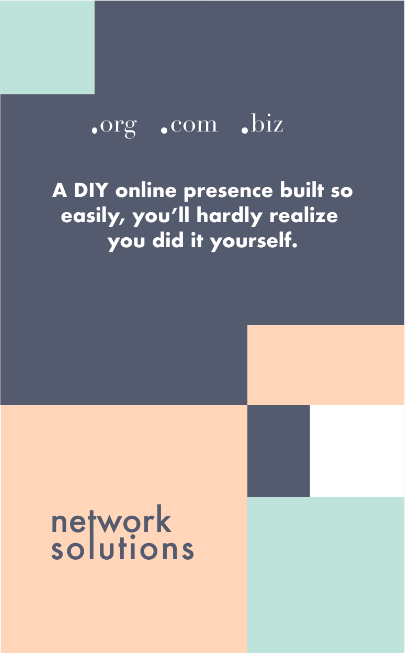 .org .com .biz
A DIY online presence built so
easily, you’ll hardly realize
you did it yourself.
network
solutions